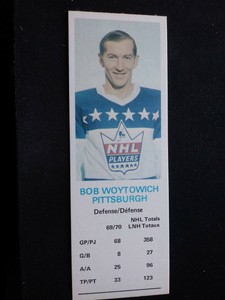 NHL
PLAYERS
BOB WOYTOWICH
PITTSBURGH
Defense/Défense
NHL Totals
69/70 LNH Totaux
GP/PJ 68 358
G/B 8 27
A/A 25 96
TP/PT 33 123